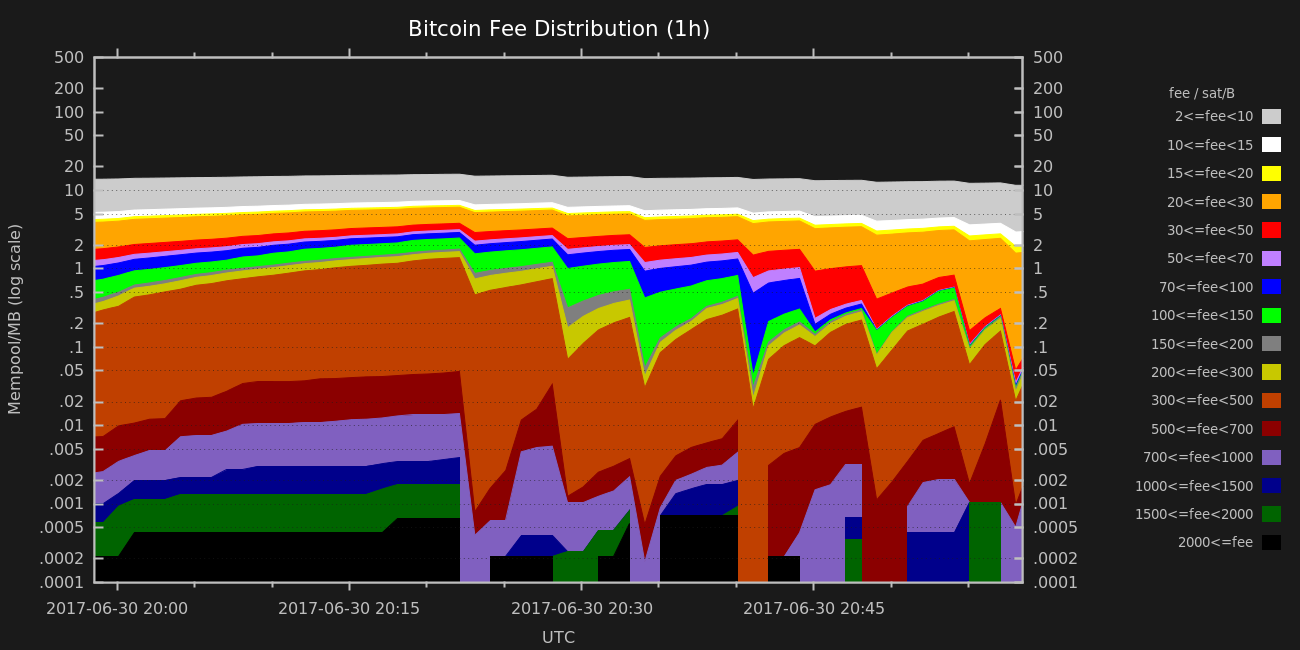 Bitcoin Fee Distribution (1h)
Mempool/MB (log scale)
500
200
100
50
20
10
5
2
1
.5
.2
.1
.05
.02
.01
.005
.002
.001
.0005
.0002
.0001
500
200
100
50
20
10
5
2
1
.5
.2
.1
.05
.02
.01
.005
.002
.001
.0005
.0002
.0001
2017-06-30 20:00 2017-06-30 20:15 2017-06-30 20:30 2017-06-30 20:45
UTC
fee / sat/B
2<=fee<10
10<=fee<15
15<=fee<20
20<=fee<30
30<=fee<50
50<=fee<70
70<=fee<100
100<=fee<150
150<=fee<200
200<=fee<300
300<=fee<500
500<=fee<700
700<=fee<1000
1000<=fee<1500
1500<=fee<2000
2000<=fee